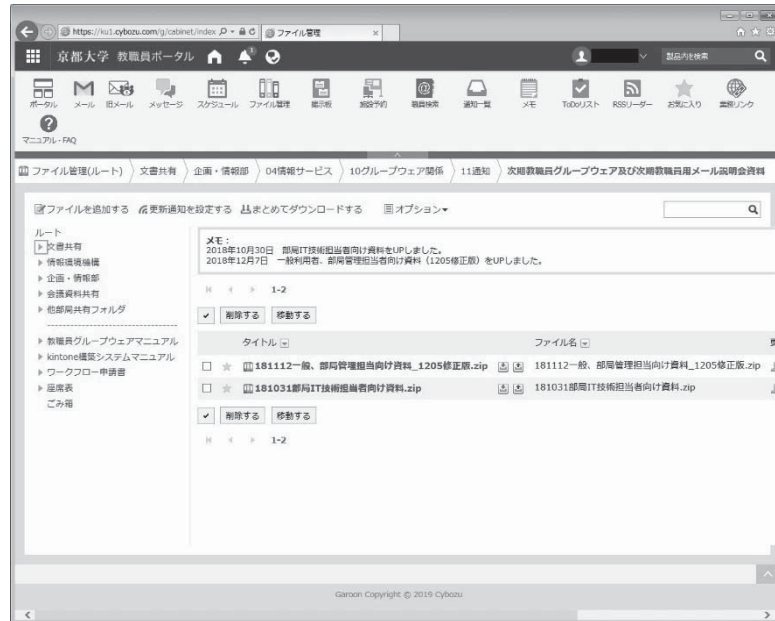 https://ku1.cybozu.com/g/cabinet/index
ファイル管理
京都大学 教職員ポータル
1
製品内を検索
ポータル
メール
旧メール
メッセージ
スケジュール
ファイル管理
掲示板
施設予約
職員検索
通知一覧
メモ
ToDoリスト
RSSリーダー
お気に入り
業務リンク
マニュアル・FAQ
ファイル管理(ルート) 文書共有 企画・情報部 04情報サービス 10グループウェア関係 11通知 次期教職員グループウェア及び次期教職員用メール説明会資料
ファイルを追加する 更新通知を設定する まとめてダウンロードする オプション▾
ルート
文書共有
情報環境機構
企画・情報部
会議資料共有
他部局共有フォルダ
教職員グループウェアマニュアル
kintone構築システムマニュアル
ワークフロー申請書
座席表
ごみ箱
メモ：
2018年10月30日 部局IT技術担当者向け資料をUPしました。
2018年12月7日 一般利用者、部局管理担当者向け資料（1205修正版）をUPしました。
1-2
削除する 移動する
タイトル ファイル名
181112一般、部局管理担当向け資料_1205修正版.zip 181112一般、部局管理担当向け資料_1205修正版.zip
181031部局IT技術担当者向け資料.zip 181031部局IT技術担当者向け資料.zip
削除する 移動する
1-2
Garoon Copyright © 2019 Cybozu